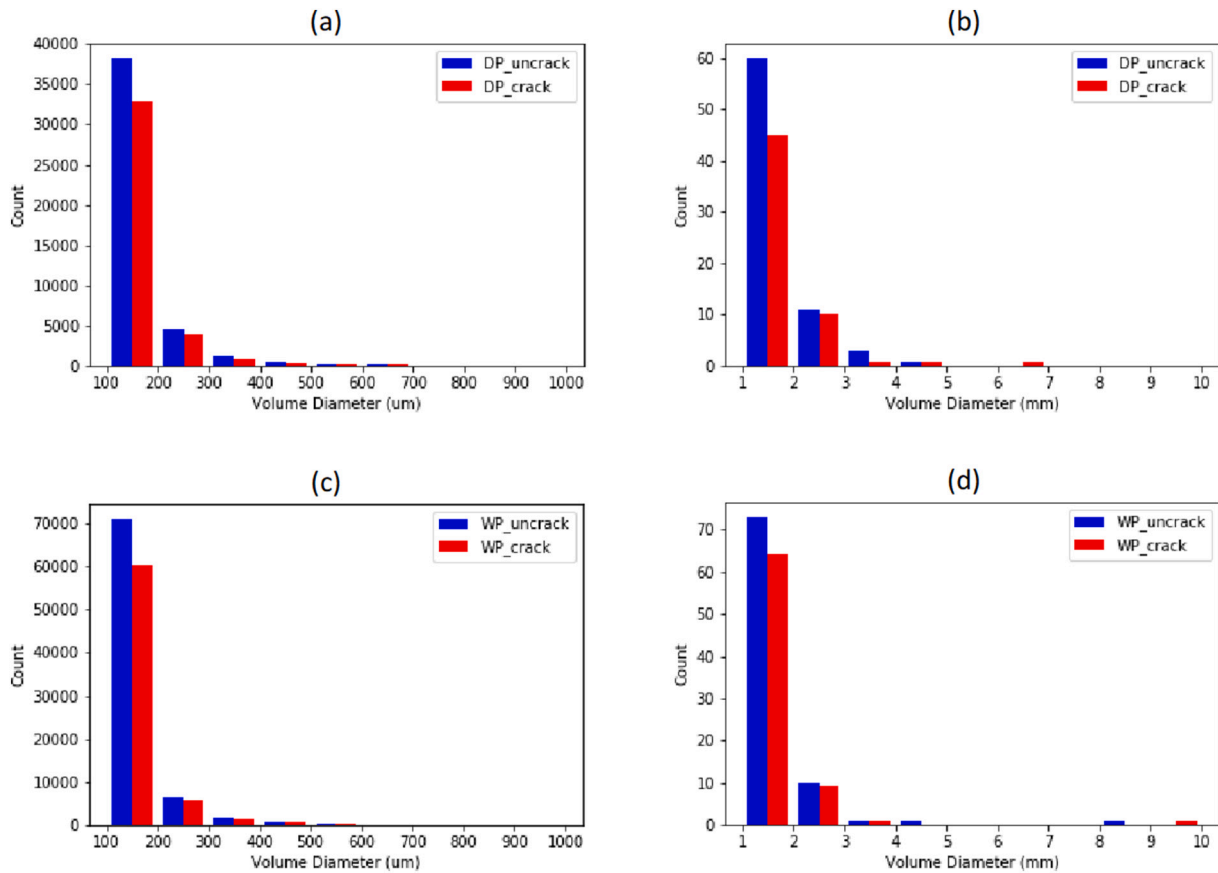 (a)
40000
35000
30000
25000
20000
15000
10000
5000
0
Count
DP_uncrack
DP_crack
100 200 300 400 500 600 700 800 900 1000
Volume Diameter (um)
(b)
60
50
40
30
20
10
0
Count
DP_uncrack
DP_crack
1 2 3 4 5 6 7 8 9 10
Volume Diameter (mm)
(c)
70000
60000
50000
40000
30000
20000
10000
0
Count
WP_uncrack
WP_crack
100 200 300 400 500 600 700 800 900 1000
Volume Diameter (um)
(d)
70
60
50
40
30
20
10
0
Count
WP_uncrack
WP_crack
1 2 3 4 5 6 7 8 9 10
Volume Diameter (mm)